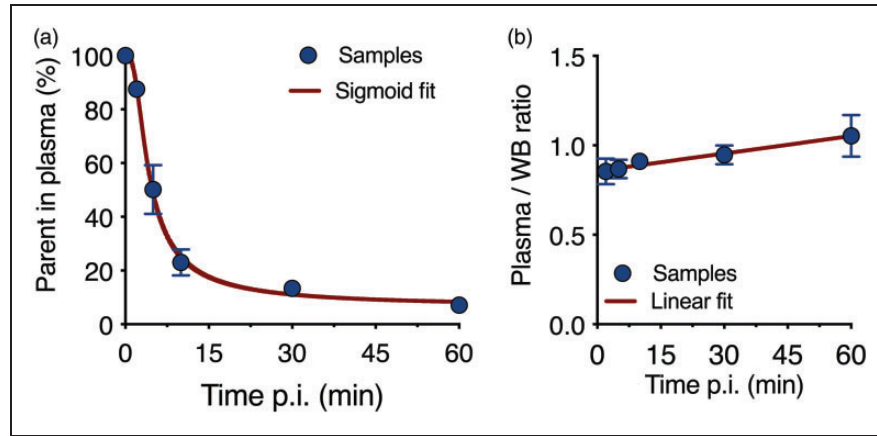 (a)
100
80
60
40
20
0
Parent in plasma (%)
Samples
Sigmoid fit
0 15 30 45 60
Time p.i. (min)
(b)
1.5
1.0
0.5
0.0
Plasma / WB ratio
Samples
Linear fit
0 15 30 45 60
Time p.i. (min)